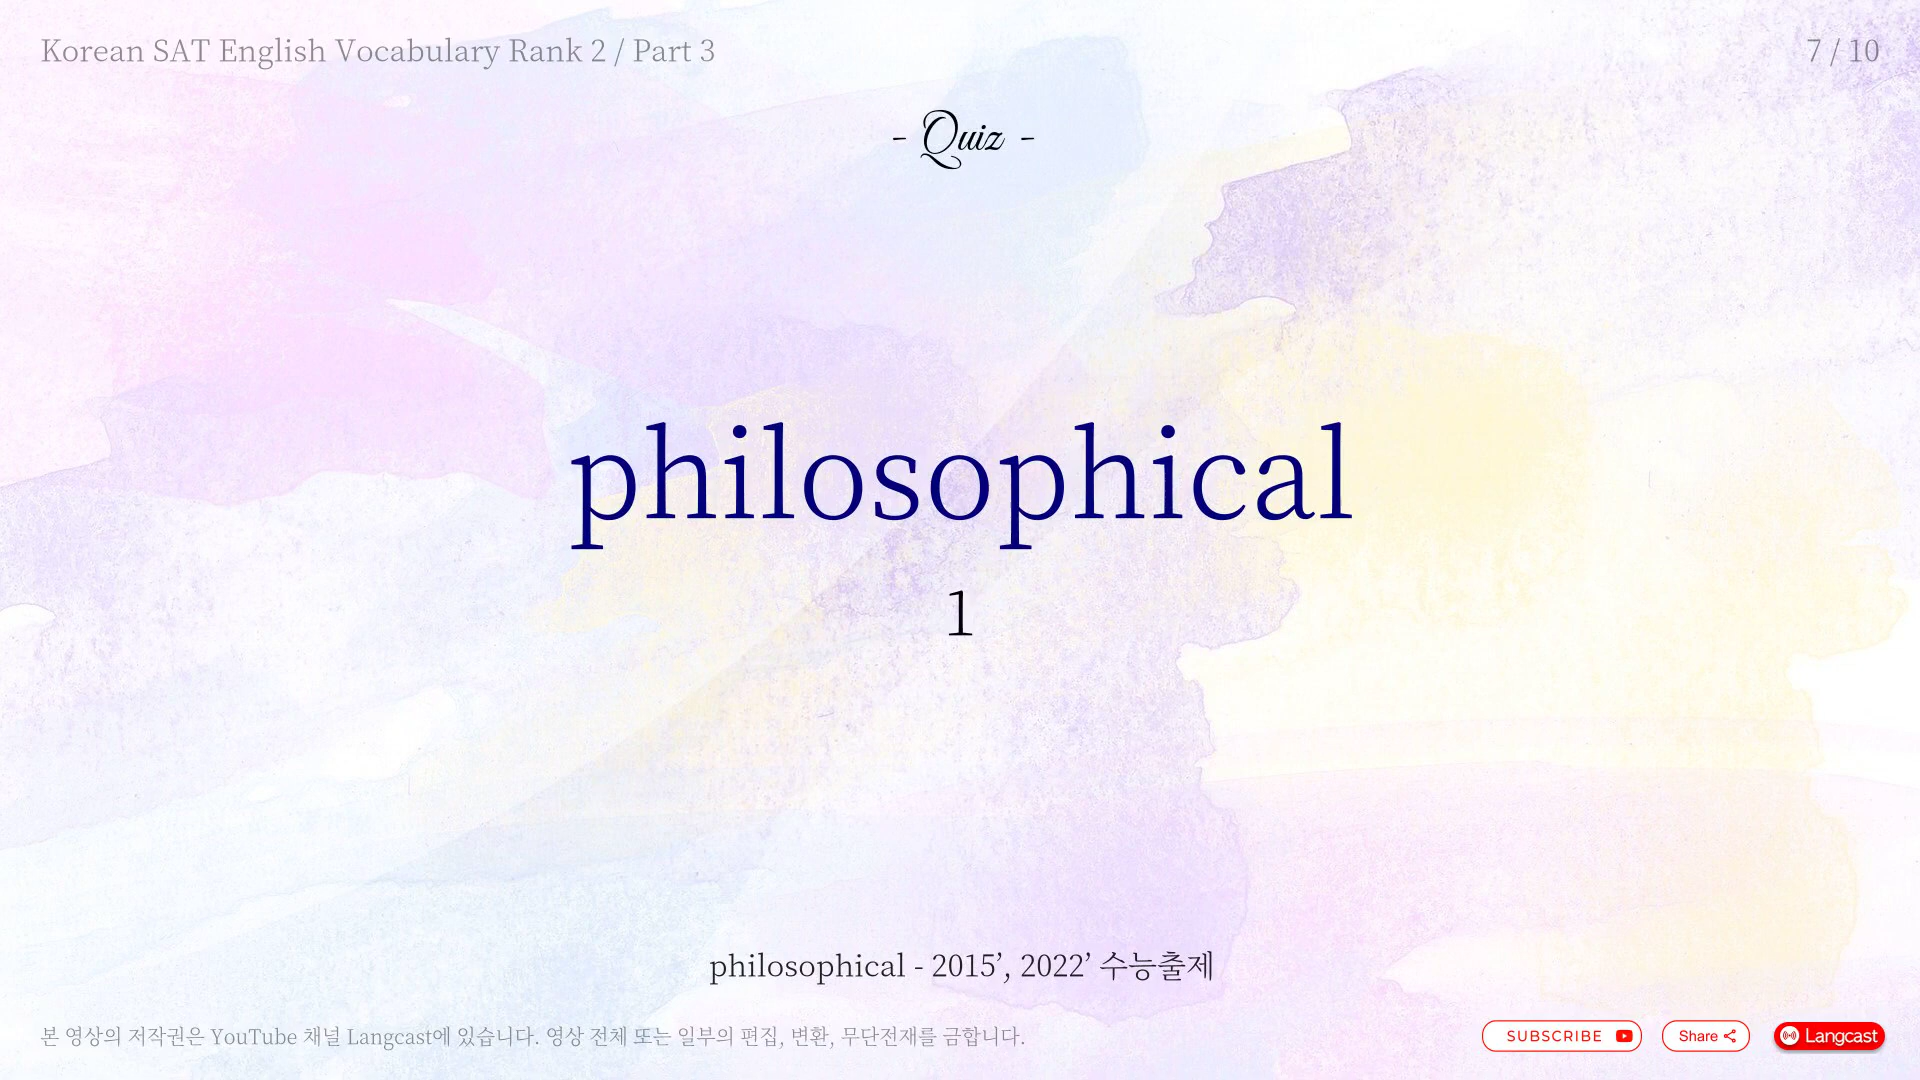 Korean SAT English Vocabulary Rank 2 / Part 3
7 / 10
- Quiz -
philosophical
1
philosophical - 2015’, 2022’ 수능출제
본 영상의 저작권은 YouTube 채널 Langcast에 있습니다. 영상 전체 또는 일부의 편집, 변환, 무단전재를 금합니다.
SUBSCRIBE
Share
Langcast